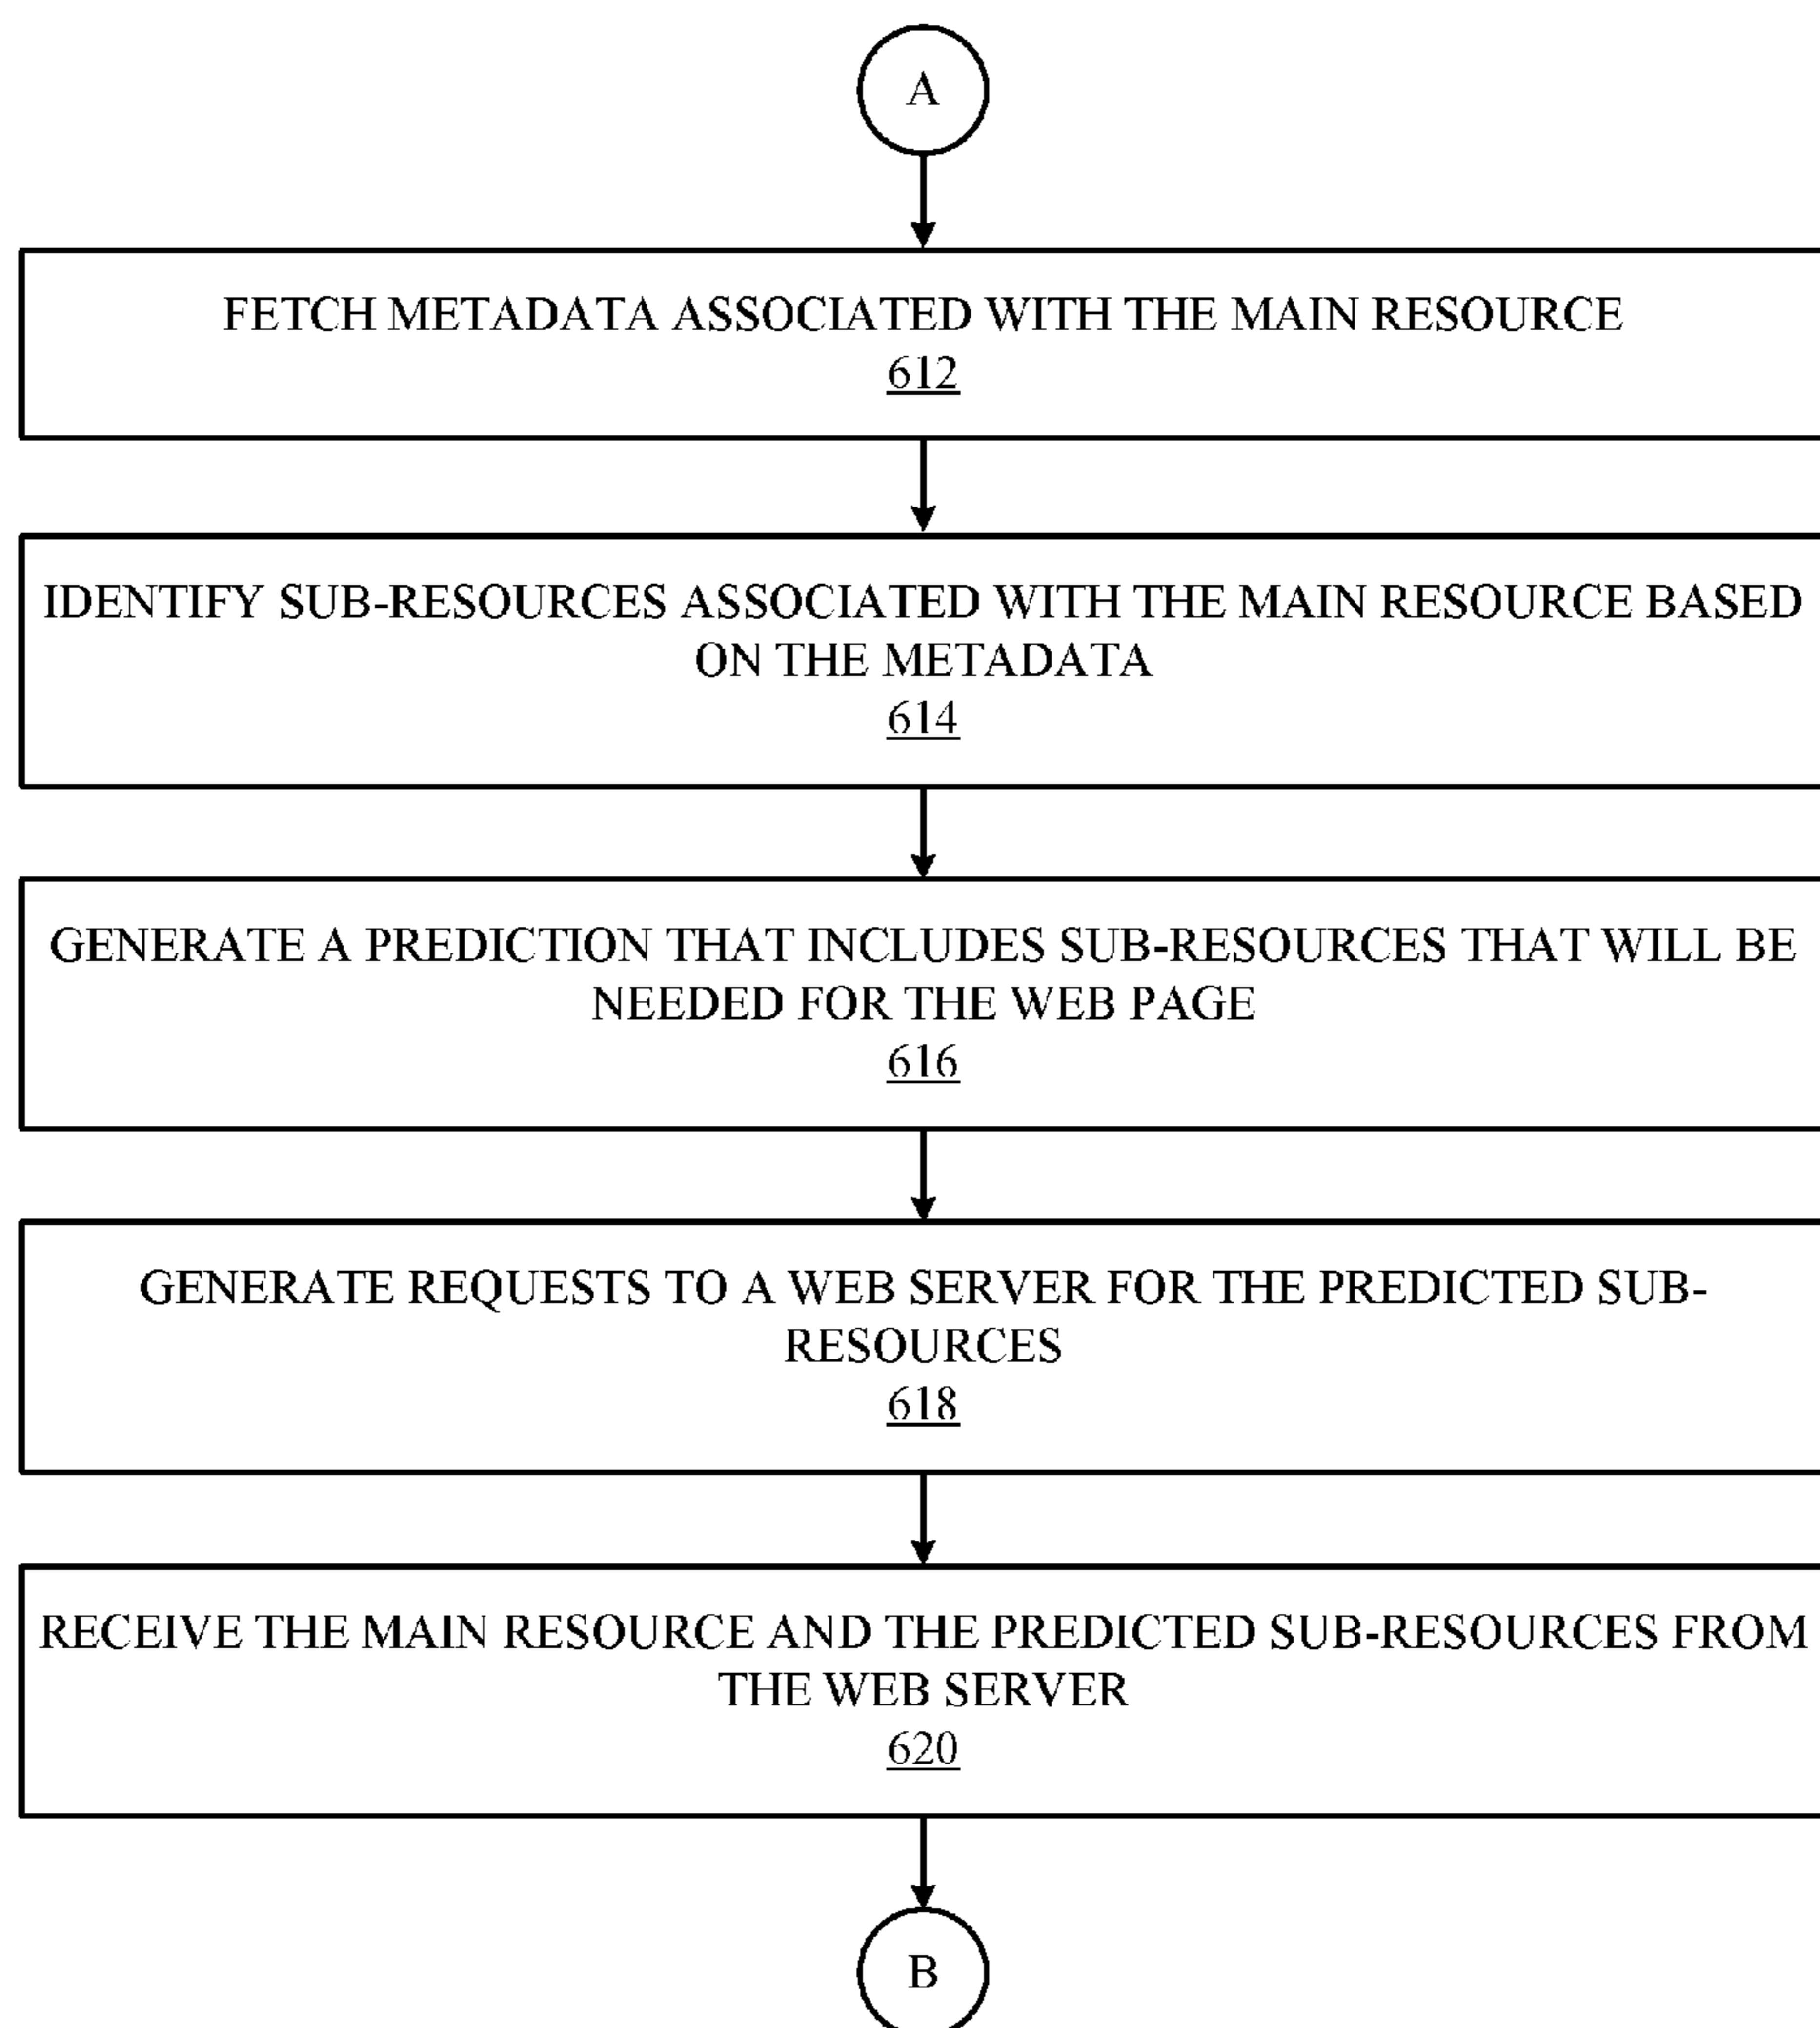 A
FETCH METADATA ASSOCIATED WITH THE MAIN RESOURCE
612
IDENTIFY SUB-RESOURCES ASSOCIATED WITH THE MAIN RESOURCE BASED
ON THE METADATA
614
GENERATE A PREDICTION THAT INCLUDES SUB-RESOURCES THAT WILL BE
NEEDED FOR THE WEB PAGE
616
GENERATE REQUESTS TO A WEB SERVER FOR THE PREDICTED SUB-
RESOURCES
618
RECEIVE THE MAIN RESOURCE AND THE PREDICTED SUB-RESOURCES FROM
THE WEB SERVER
620
B